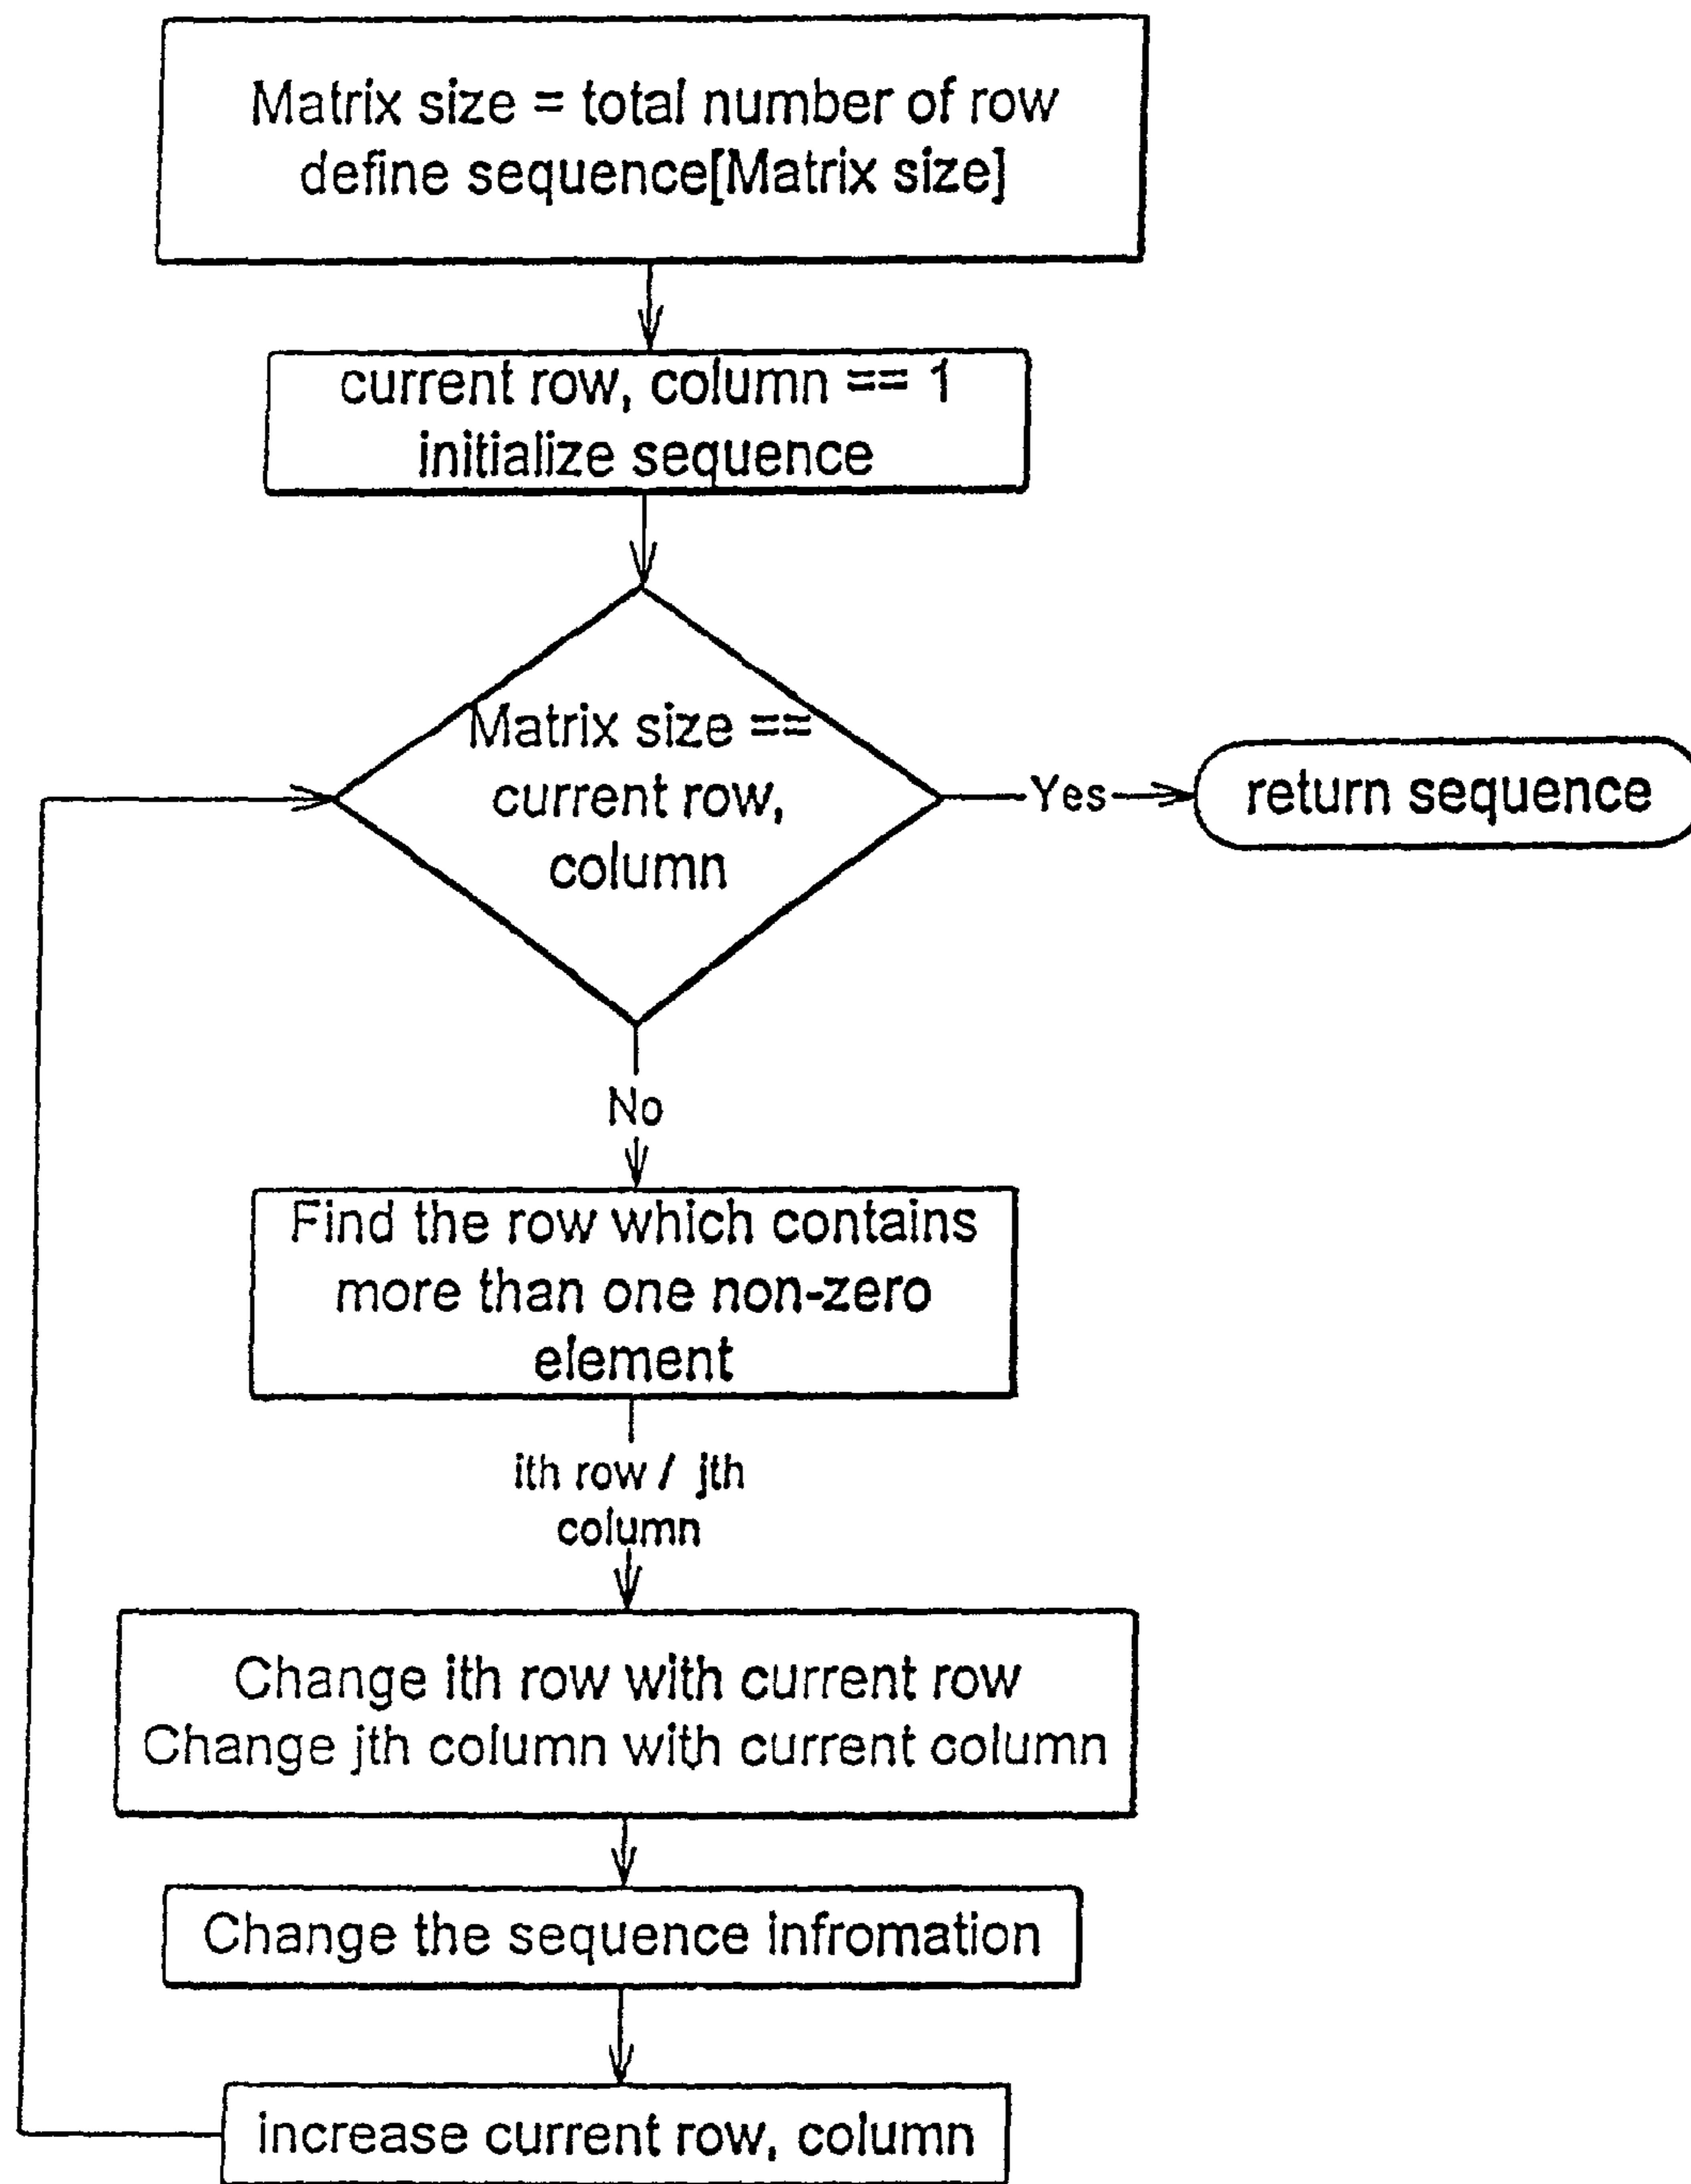 Matrix size = total number of row
define sequence[Matrix size]
current row, column == 1
initialize sequence
Matrix size ==
current row,
column
Yes
return sequence
No
Find the row which contains
more than one non-zero
element
ith row / jth
column
Change ith row with current row
Change jth column with current column
Change the sequence infromation
increase current row, column